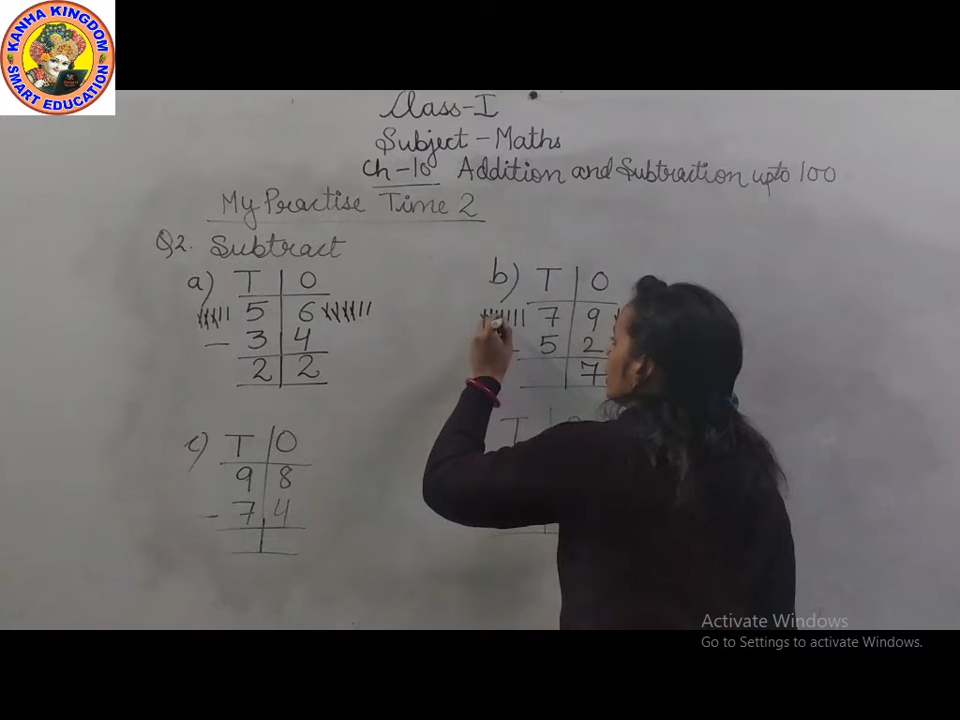 KANHA KINGDOM
SMART EDUCATION
Class-I
Subject - Maths
Ch-10 Addition and Subtraction upto 100
My Practise Time 2
Q2. Subtract
a) T O
5 6
- 3 4
2 2
b) T O
7 9
- 5 2
7
c) T O
9 8
- 7 4
T
Activate Windows
Go to Settings to activate Windows.